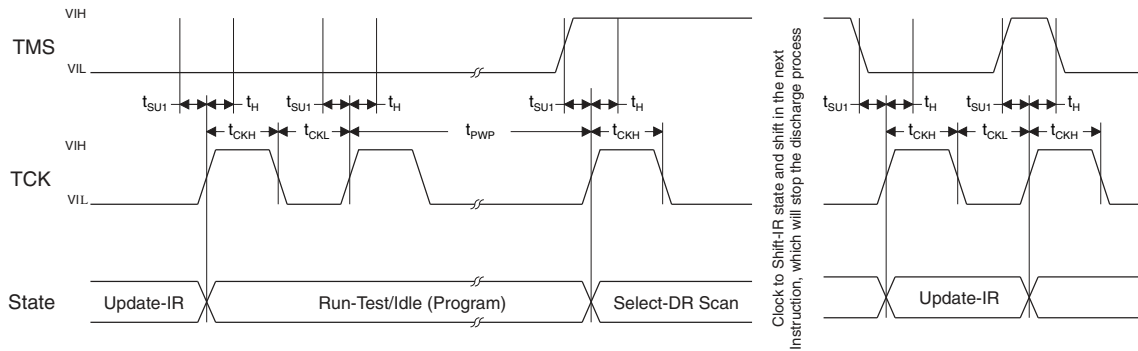 VIH
TMS
VIL
tSU1 tH tSU1 tH tSU1 tH tSU1 tH tSU1 tH
tCKH tCKL tPWP tCKH tCKH tCKL tCKH
VIH
TCK
VIL
State
Update-IR Run-Test/Idle (Program) Select-DR Scan Update-IR
Clock to Shift-IR state and shift in the next
Instruction, which will stop the discharge process